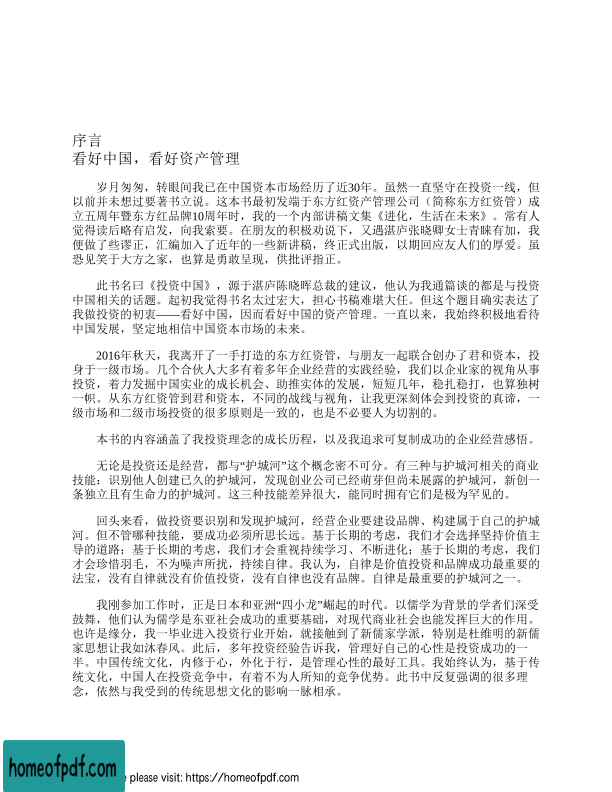 序言
看好中国，看好资产管理
岁月匆匆，转眼间我已在中国资本市场经历了近30年。虽然一直坚守在投资一线，但
以前并未想过要著书立说。这本书最初发端于东方红资产管理公司（简称东方红资管）成
立五周年暨东方红品牌10周年时，我的一个内部讲稿文集《进化，生活在未来》。常有人
觉得读后略有启发，向我索要。在朋友的积极劝说下，又遇湛庐张晓卿女士青睐有加，我
便做了些谬正，汇编加入了近年的一些新讲稿，终正式出版，以期回应友人们的厚爱。虽
恐见笑于大方之家，也算是勇敢呈现，供批评指正。
此书名曰《投资中国》，源于湛庐陈晓晖总裁的建议，他认为我通篇谈的都是与投资
中国相关的话题。起初我觉得书名太过宏大，担心书稿难堪大任。但这个题目确实表达了
我做投资的初衷——看好中国，因而看好中国的资产管理。一直以来，我始终积极地看待
中国发展，坚定地相信中国资本市场的未来。
2016年秋天，我离开了一手打造的东方红资管，与朋友一起联合创办了君和资本，投
身于一级市场。几个合伙人大多有着多年企业经营的实践经验，我们以企业家的视角从事
投资，着力发掘中国实业的成长机会、助推实体的发展，短短几年，稳扎稳打，也算独树
一帜。从东方红资管到君和资本，不同的战线与视角，让我更深刻体会到投资的真谛，一
级市场和二级市场投资的很多原则是一致的，也是不必要人为切割的。
本书的内容涵盖了我投资理念的成长历程，以及我追求可复制成功的企业经营感悟。
无论是投资还是经营，都与“护城河”这个概念密不可分。有三种与护城河相关的商业
技能：识别他人创建已久的护城河，发现创业公司已经萌芽但尚未展露的护城河，新创一
条独立且有生命力的护城河。这三种技能差异很大，能同时拥有它们是极为罕见的。
回头来看，做投资要识别和发现护城河，经营企业要建设品牌、构建属于自己的护城
河。但不管哪种技能，要成功必须所思长远。基于长期的考虑，我们才会选择坚持价值主
导的道路；基于长期的考虑，我们才会重视持续学习、不断进化；基于长期的考虑，我们
才会珍惜羽毛，不为噪声所扰，持续自律。我认为，自律是价值投资和品牌成功最重要的
法宝，没有自律就没有价值投资，没有自律也没有品牌。自律是最重要的护城河之一。
我刚参加工作时，正是日本和亚洲“四小龙”崛起的时代。以儒学为背景的学者们深受
鼓舞，他们认为儒学是东亚社会成功的重要基础，对现代商业社会也能发挥巨大的作用。
也许是缘分，我一毕业进入投资行业开始，就接触到了新儒家学派，特别是杜维明的新儒
家思想让我如沐春风。此后，多年投资经验告诉我，管理好自己的心性是投资成功的一
半。中国传统文化，内修于心，外化于行，是管理心性的最好工具。我始终认为，基于传
统文化，中国人在投资竞争中，有着不为人所知的竞争优势。此书中反复强调的很多理
念，依然与我受到的传统思想文化的影响一脉相承。
homeofpdf.com
e please visit: https://homeofpdf.com